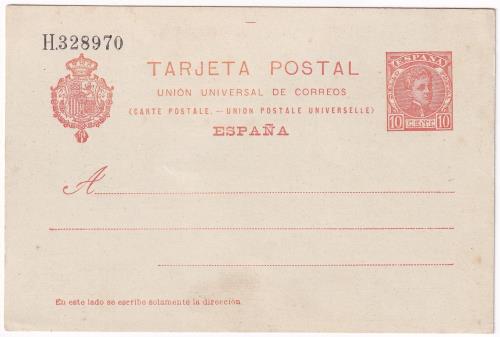 H.328970
TARJETA POSTAL
UNIÓN UNIVERSAL DE CORREOS
(CARTE POSTALE. — UNION POSTALE UNIVERSELLE)
ESPAÑA
ESPAÑA
10 CENTS 10
A
En este lado se escribe solamente la dirección.